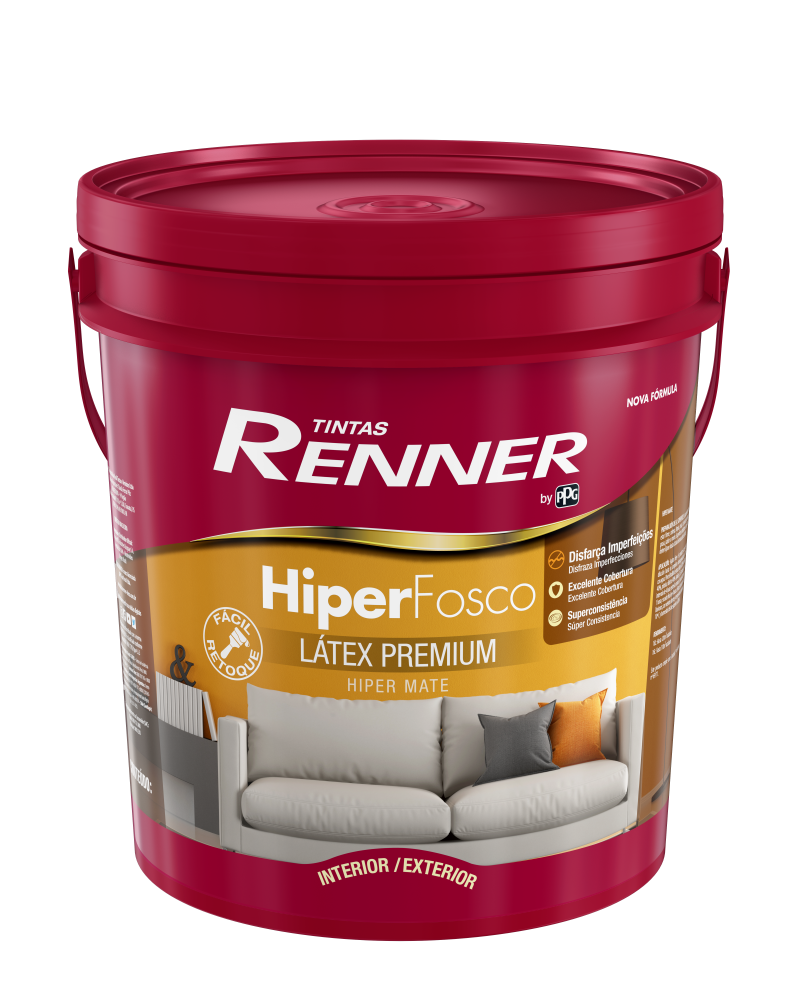 NOVA FÓRMULA
TINTAS
RENNER
by PPG
HiperFosco
LÁTEX PREMIUM
HIPER MATE
FÁCIL
RETOQUE
Disfarça Imperfeições
Disfraza Imperfecciones
Excelente Cobertura
Excelente Cobertura
Superconsistência
Súper Consistencia
&
INTERIOR / EXTERIOR